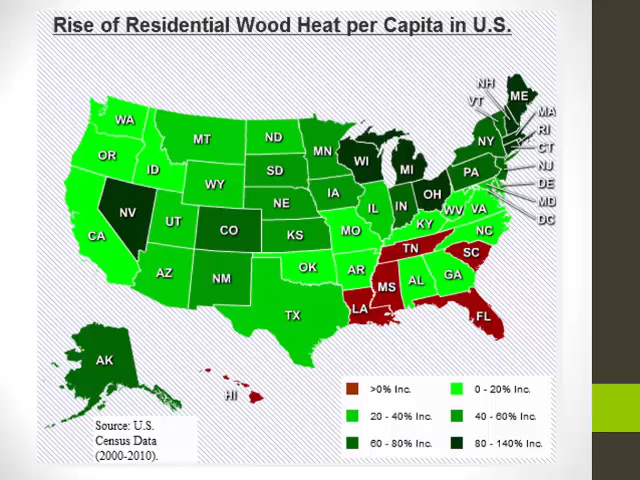 Rise of Residential Wood Heat per Capita in U.S.
NH
ME
VT
MA
WA
RI
MT
ND
CT
MN
NY
OR
WI
NJ
ID
SD
MI
PA
DE
WY
IA
MD
NE
OH
IN
IL
NV
WV
VA
DC
UT
CO
KY
CA
KS
MO
NC
TN
SC
AZ
OK
AR
NM
GA
AL
MS
LA
TX
FL
AK
HI
>0% Inc.
0 - 20% Inc.
20 - 40% Inc.
40 - 60% Inc.
60 - 80% Inc.
80 - 140% Inc.
Source: U.S.
Census Data
(2000-2010).